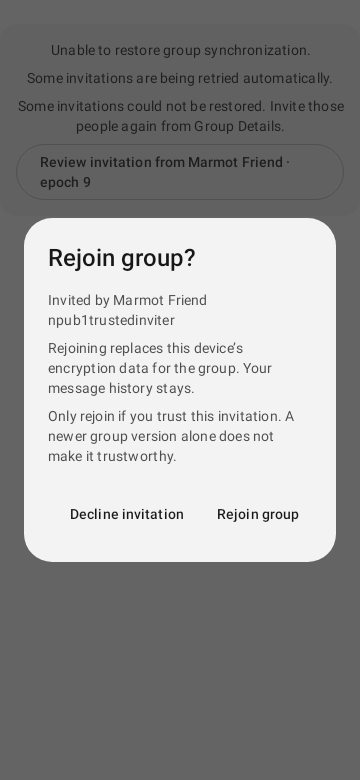 Unable to restore group synchronization.
Some invitations are being retried automatically.
Some invitations could not be restored. Invite those
people again from Group Details.
Review invitation from Marmot Friend ·
epoch 9
Rejoin group?
Invited by Marmot Friend
npub1trustedinviter
Rejoining replaces this device’s
encryption data for the group. Your
message history stays.
Only rejoin if you trust this invitation. A
newer group version alone does not
make it trustworthy.
Decline invitation
Rejoin group